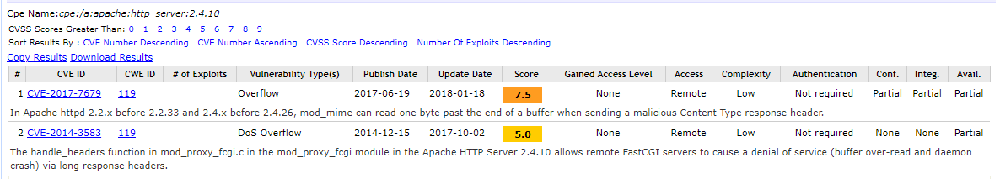 Cpe Name:cpe:/a:apache:http_server:2.4.10
CVSS Scores Greater Than: 0 1 2 3 4 5 6 7 8 9
Sort Results By : CVE Number Descending CVE Number Ascending CVSS Score Descending Number Of Exploits Descending
Copy Results Download Results
# CVE ID CWE ID # of Exploits Vulnerability Type(s) Publish Date Update Date Score Gained Access Level Access Complexity Authentication Conf. Integ. Avail.
1 CVE-2017-7679 119 Overflow 2017-06-19 2018-01-18 7.5 None Remote Low Not required Partial Partial Partial
In Apache httpd 2.2.x before 2.2.33 and 2.4.x before 2.4.26, mod_mime can read one byte past the end of a buffer when sending a malicious Content-Type response header.
2 CVE-2014-3583 119 DoS Overflow 2014-12-15 2017-10-02 5.0 None Remote Low Not required None None Partial
The handle_headers function in mod_proxy_fcgi.c in the mod_proxy_fcgi module in the Apache HTTP Server 2.4.10 allows remote FastCGI servers to cause a denial of service (buffer over-read and daemon
crash) via long response headers.